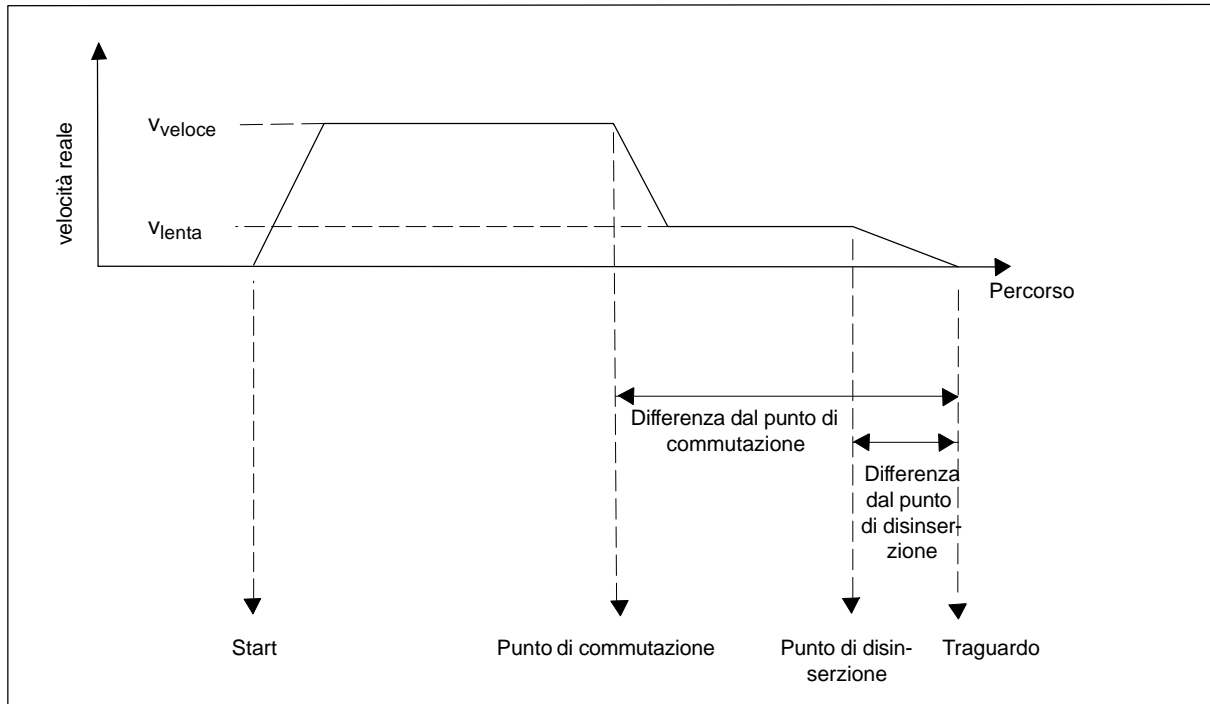 velocità reale
vveloce
vlenta
Percorso
Differenza dal punto di
commutazione
Differenza
dal punto
di disinser-
zione
Start
Punto di commutazione
Punto di disin-
serzione
Traguardo